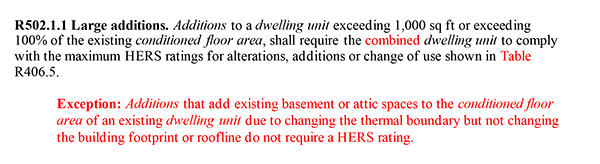 R502.1.1 Large additions. Additions to a dwelling unit exceeding 1,000 sq ft or exceeding
100% of the existing conditioned floor area, shall require the combined dwelling unit to comply
with the maximum HERS ratings for alterations, additions or change of use shown in Table
R406.5.
Exception: Additions that add existing basement or attic spaces to the conditioned floor
area of an existing dwelling unit due to changing the thermal boundary but not changing
the building footprint or roofline do not require a HERS rating.